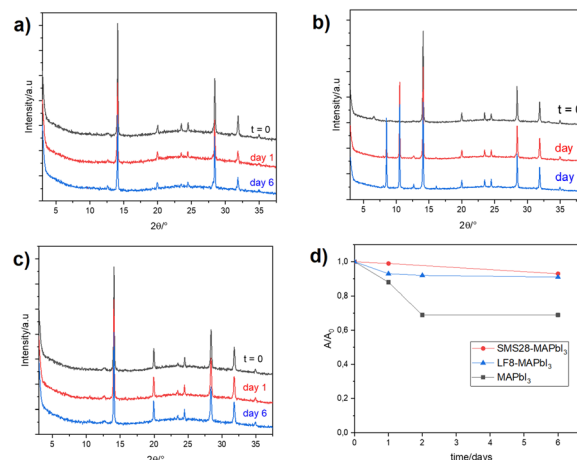 a)
Intensity/a.u
t = 0
day 1
day 6
5 10 15 20 25 30 35
2θ/°
b)
Intensity/a.u
t = 0
day
day
5 10 15 20 25 30 35
2θ/°
c)
Intensity/a.u
t = 0
day 1
day 6
5 10 15 20 25 30 35
2θ/°
d)
A/A₀
1,0
0,8
0,6
0,4
0,2
0,0
SMS28-MAPbI₃
LF8-MAPbI₃
MAPbI₃
0 1 2 3 4 5 6
time/days